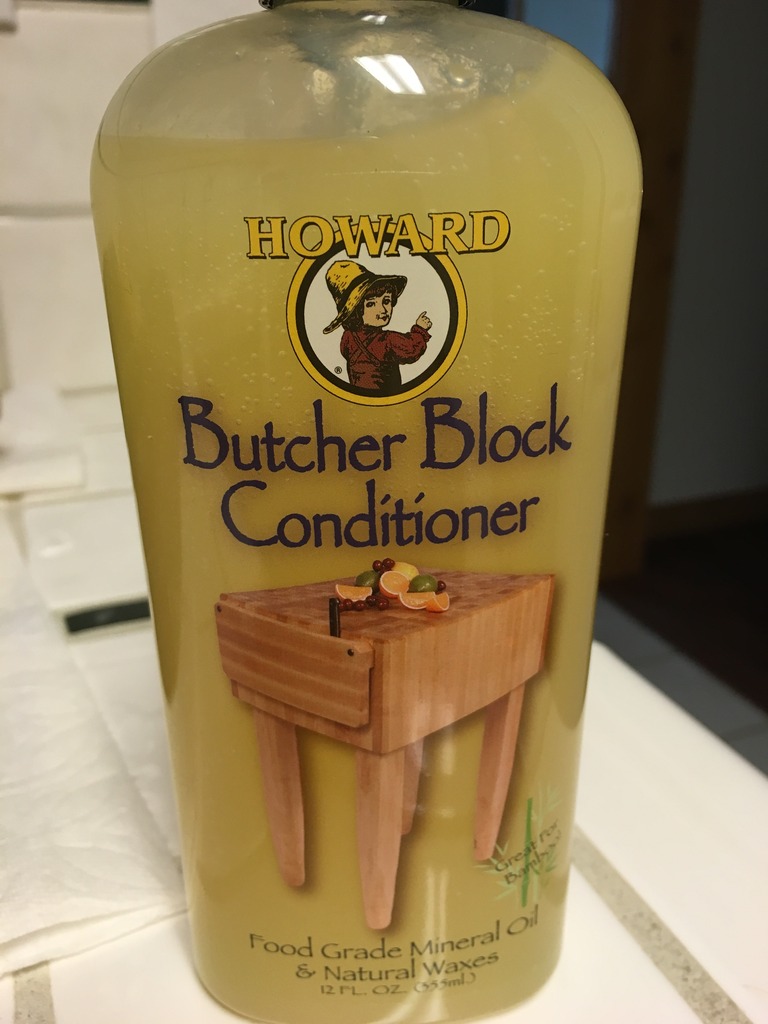 HOWARD
®
Butcher Block
Conditioner
Great For
Bamboo
Food Grade Mineral Oil
& Natural Waxes
12 FL. OZ. (355mL)